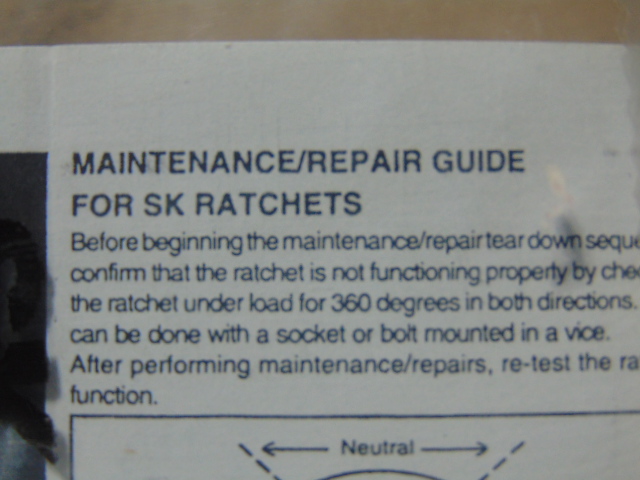 MAINTENANCE/REPAIR GUIDE
FOR SK RATCHETS
Before beginning the maintenance/repair tear down
confirm that the ratchet is not functioning properly by
the ratchet under load for 360 degrees in both directions.
can be done with a socket or bolt mounted in a vice.
After performing maintenance/repairs, re-test the
function.
Neutral